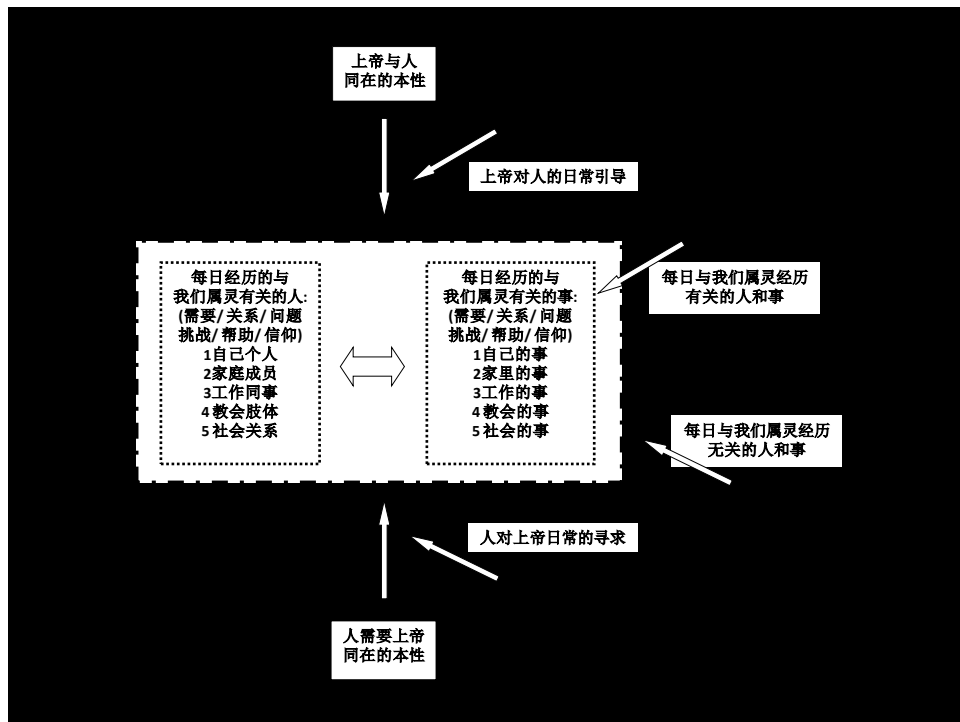 上帝与人
同在的本性
上帝对人的日常引导
每日经历的与
我们属灵有关的人:
(需要/关系/问题
挑战/帮助/信仰)
1自己个人
2家庭成员
3工作同事
4教会肢体
5社会关系
每日经历的与
我们属灵有关的事:
(需要/关系/问题
挑战/帮助/信仰)
1自己的事
2家里的事
3工作的事
4教会的事
5社会的事
每日与我们属灵经历
有关的人和事
每日与我们属灵经历
无关的人和事
人对上帝日常的寻求
人需要上帝
同在的本性